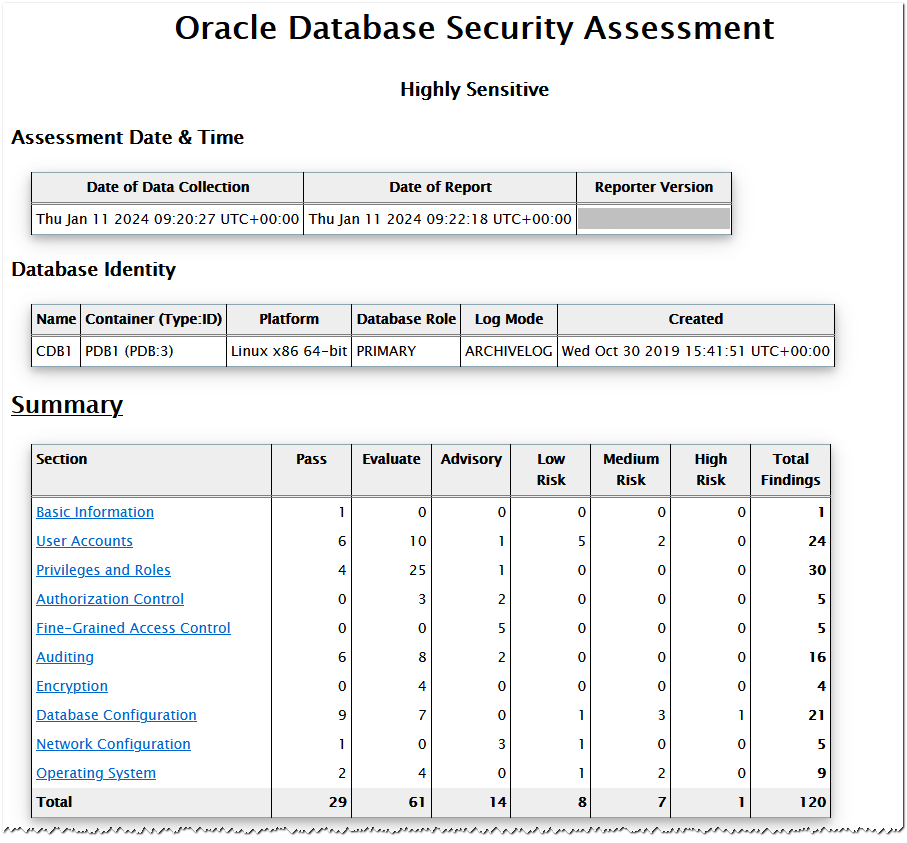 Oracle Database Security Assessment
Highly Sensitive
Assessment Date & Time
Date of Data Collection Date of Report Reporter Version
Thu Jan 11 2024 09:20:27 UTC+00:00 Thu Jan 11 2024 09:22:18 UTC+00:00
Database Identity
Name Container (Type:ID) Platform Database Role Log Mode Created
CDB1 PDB1 (PDB:3) Linux x86 64-bit PRIMARY ARCHIVELOG Wed Oct 30 2019 15:41:51 UTC+00:00
Summary
Section Pass Evaluate Advisory Low Risk Medium Risk High Risk Total Findings
Basic Information 1 0 0 0 0 0 1
User Accounts 6 10 1 5 2 0 24
Privileges and Roles 4 25 1 0 0 0 30
Authorization Control 0 3 2 0 0 0 5
Fine-Grained Access Control 0 0 5 0 0 0 5
Auditing 6 8 2 0 0 0 16
Encryption 0 4 0 0 0 0 4
Database Configuration 9 7 0 1 3 1 21
Network Configuration 1 0 3 1 0 0 5
Operating System 2 4 0 1 2 0 9
Total 29 61 14 8 7 1 120